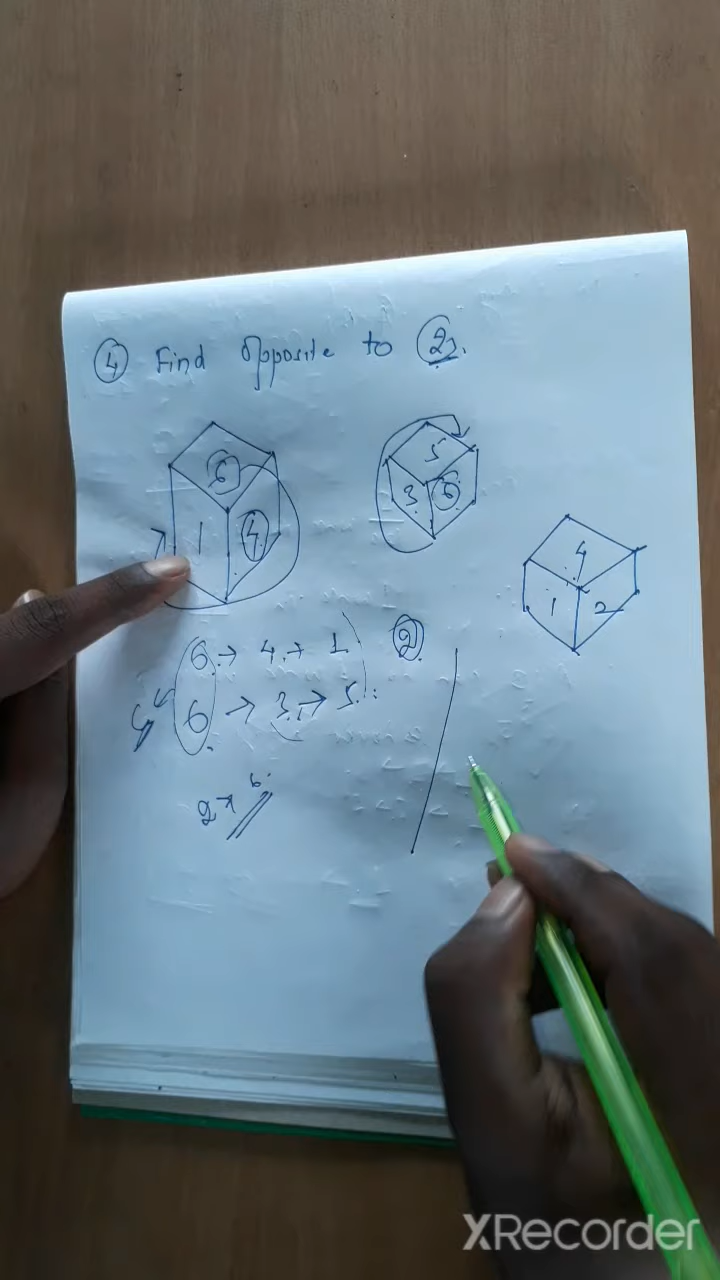 ④ Find opposite to ②.
6
1 4
5
3 6
4
1 2
6 → 4 → 1 ②
6 → 3 → 5
2 → 6
XRecorder